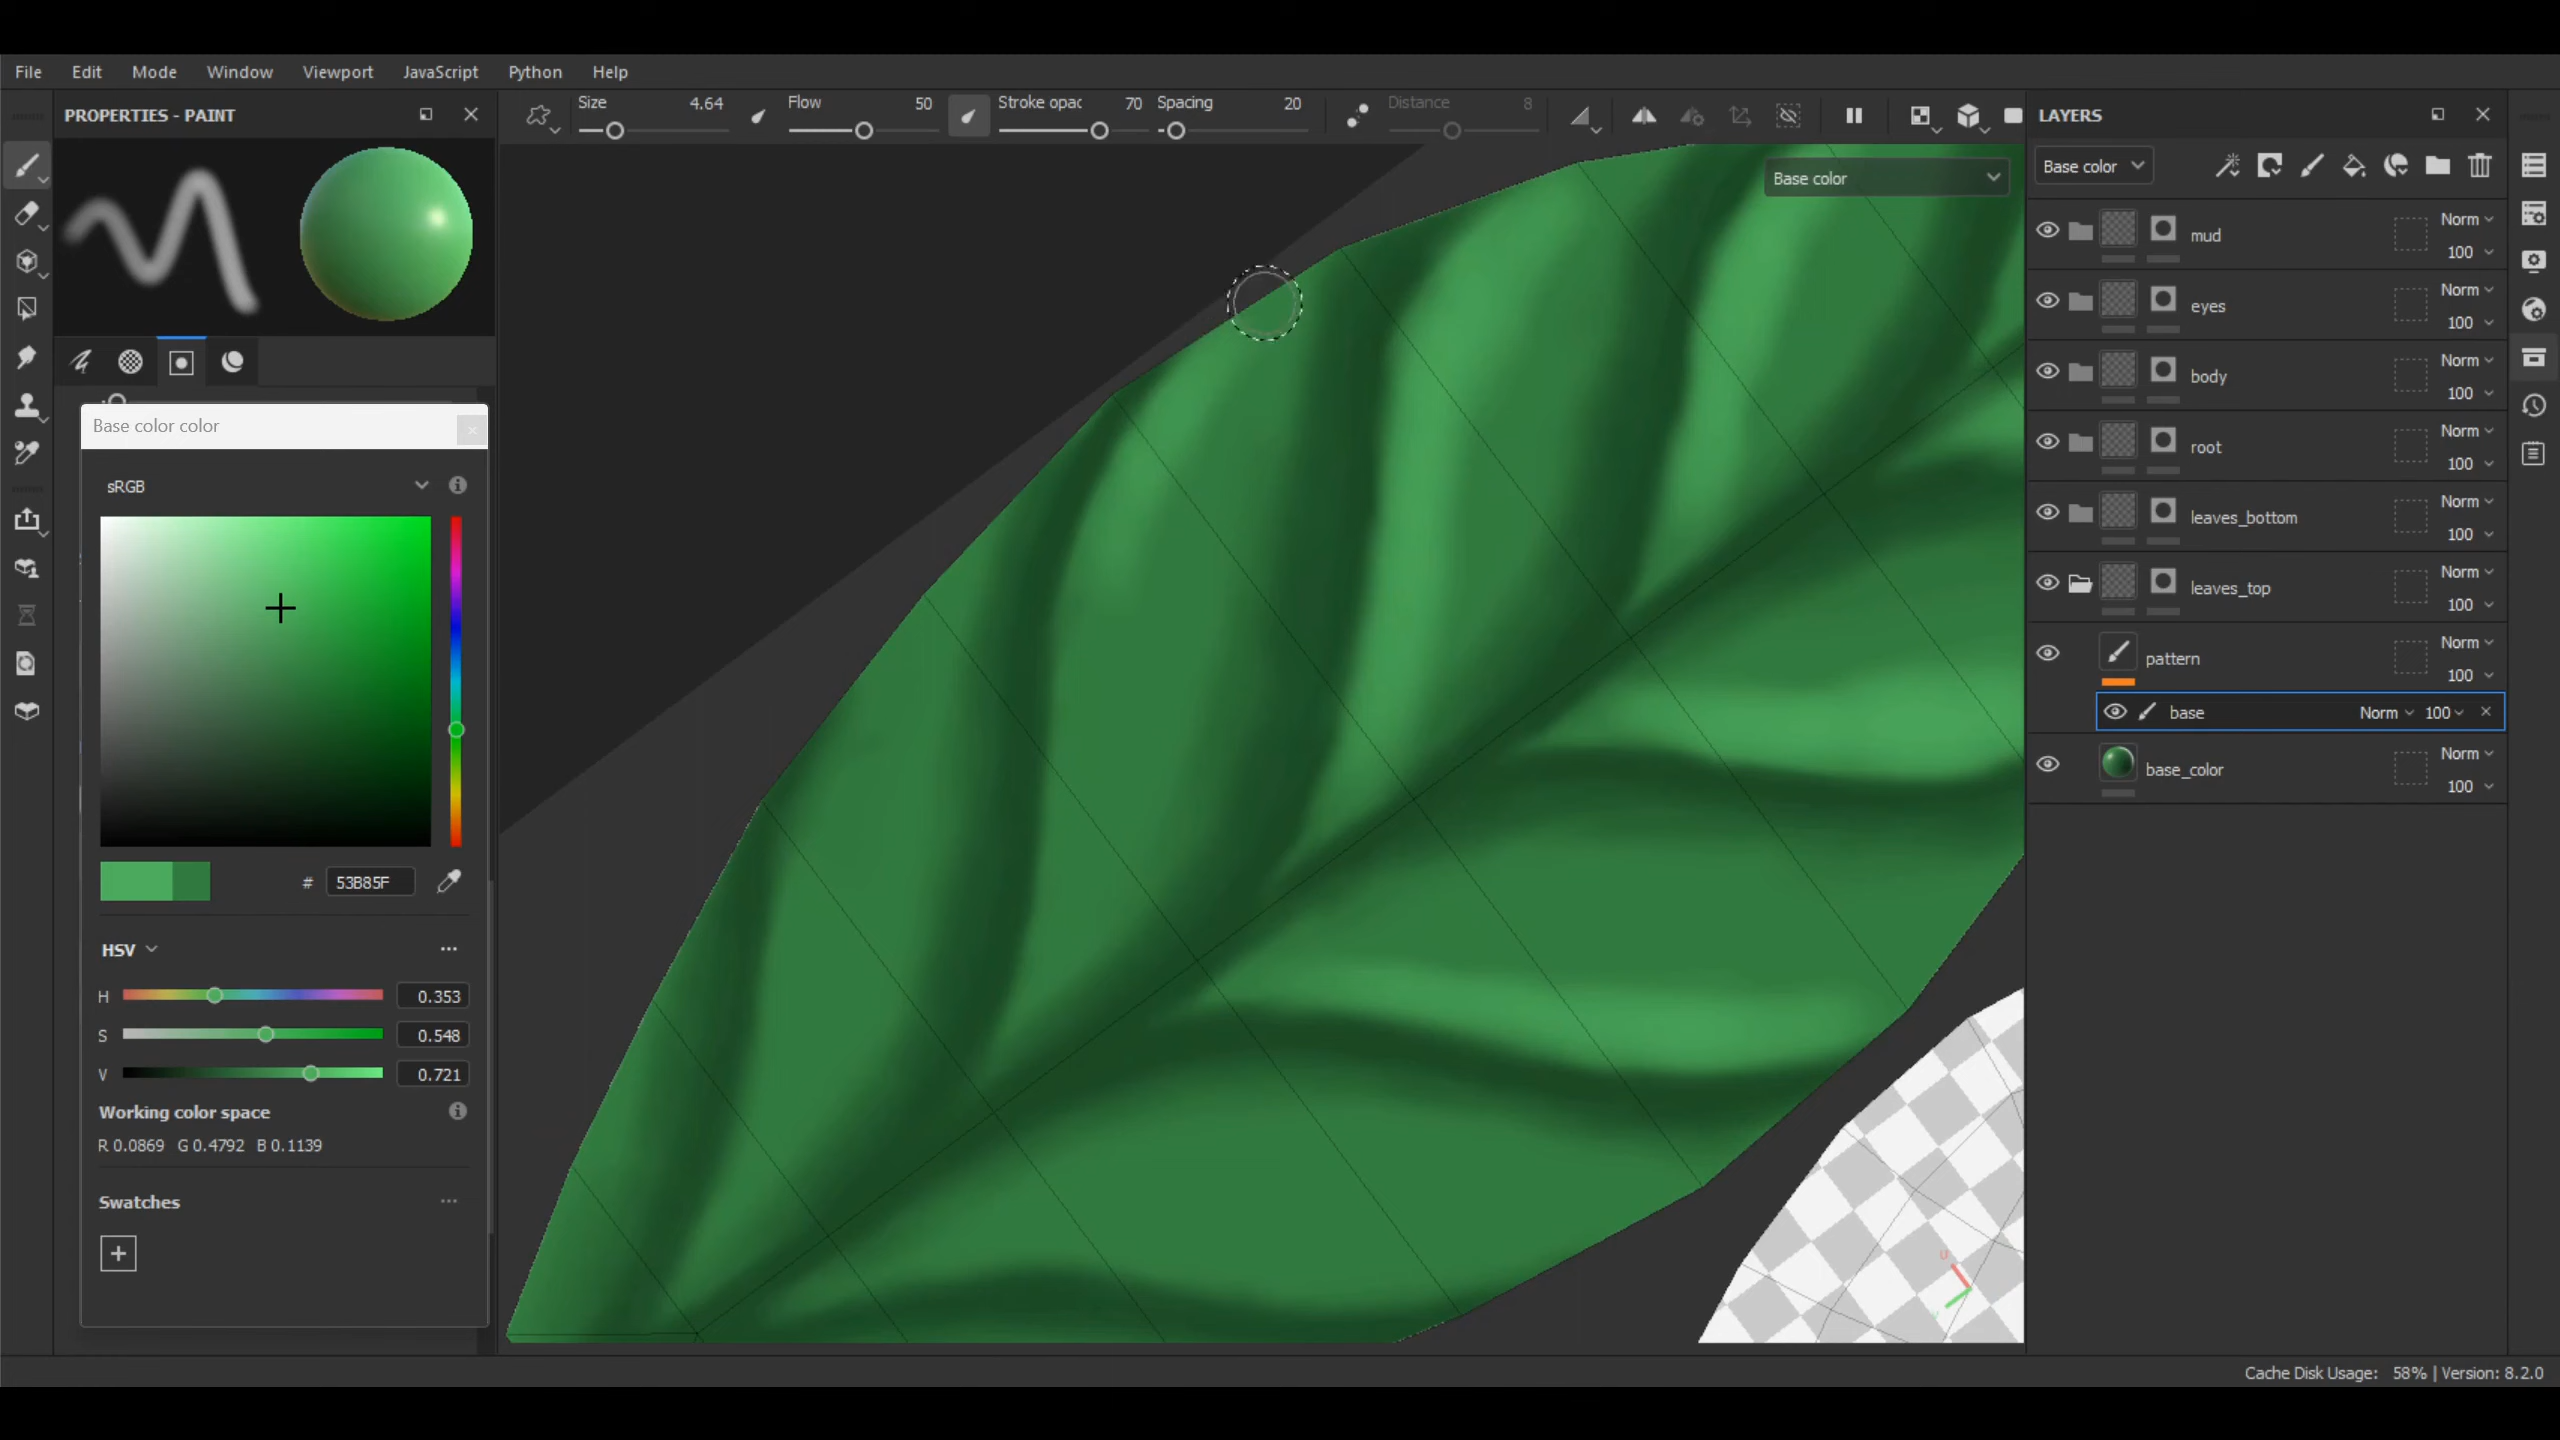 File Edit Mode Window Viewport JavaScript Python Help
PROPERTIES - PAINT
Size 4.64 Flow 50 Stroke opac 70 Spacing 20 Distance 8
Base color
Base color color
sRGB
# 53B85F
HSV
H 0.353
S 0.548
V 0.721
Working color space
R 0.0869 G 0.4792 B 0.1139
Swatches
u
LAYERS
Base color
mud Norm 100
eyes Norm 100
body Norm 100
root Norm 100
leaves_bottom Norm 100
leaves_top Norm 100
pattern Norm 100
base Norm 100
base_color Norm 100
Cache Disk Usage: 58% | Version: 8.2.0